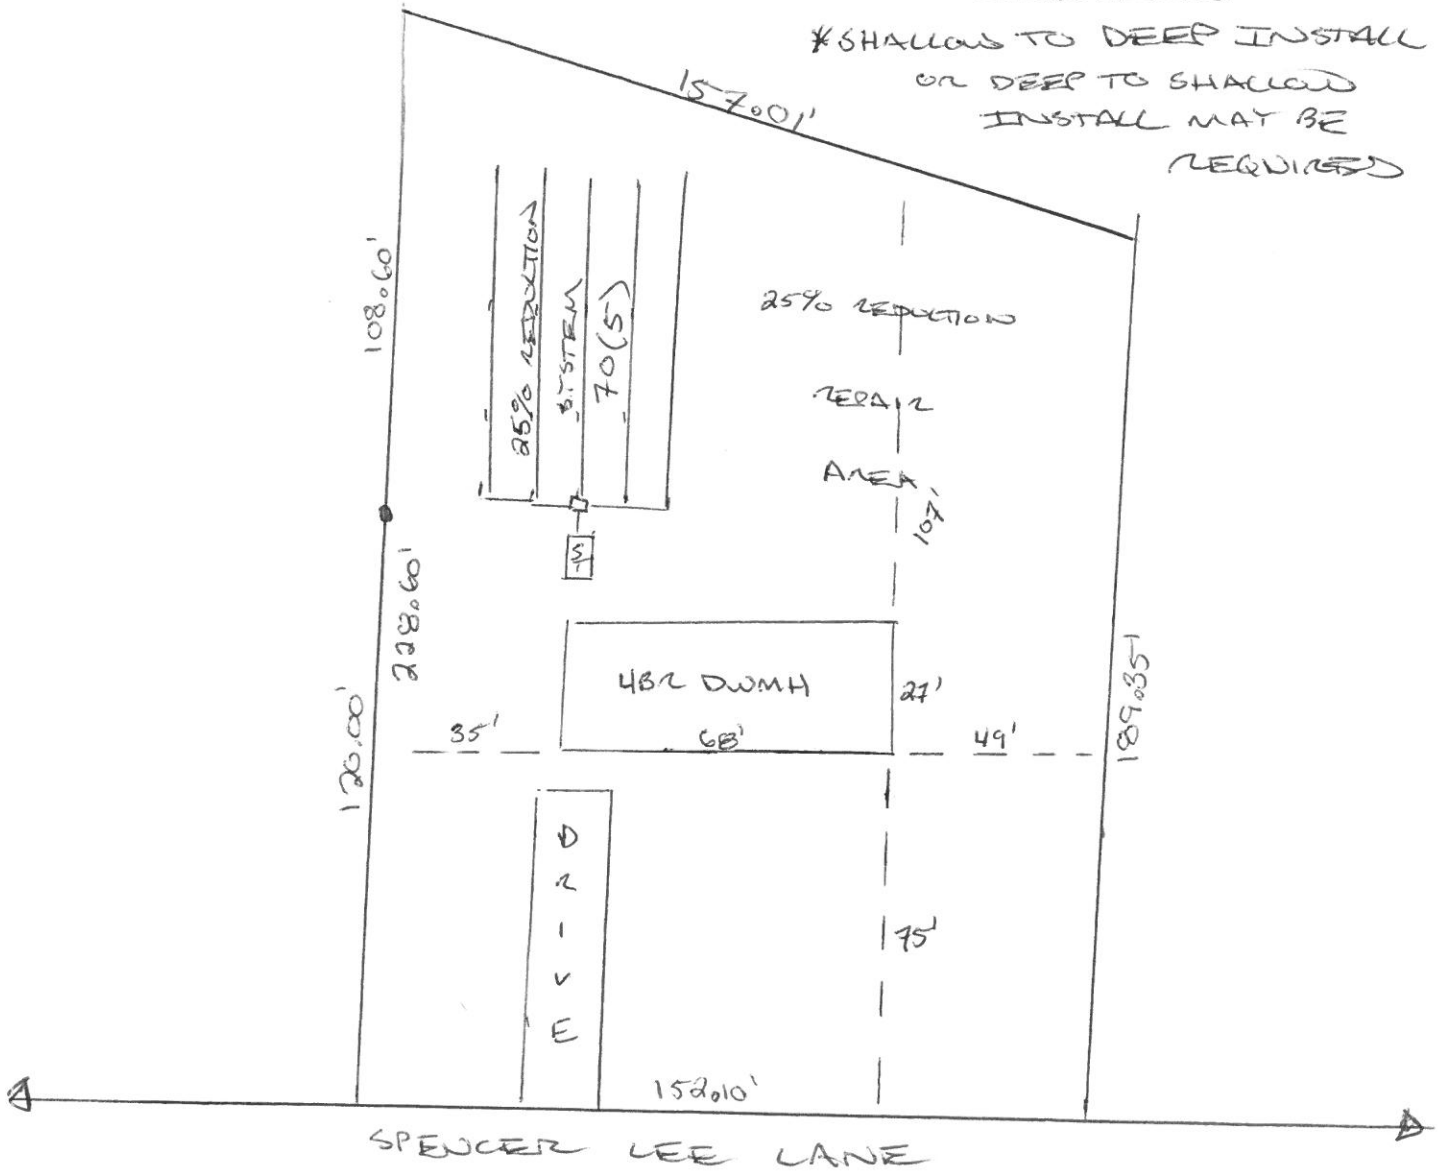 *SHALLOW TO DEEP INSTALL
OR DEEP TO SHALLOW
INSTALL MAY BE
REQUIRED
157.01'
108.60'
25% REDUCTION
SYSTEM
70(5)
25% REDUCTION
REPAIR
AREA
107'
ST
228.60'
120.00'
4BR DWMH
27'
35'
68'
49'
189.35'
DRIVE
75'
152.10'
SPENCER LEE LANE